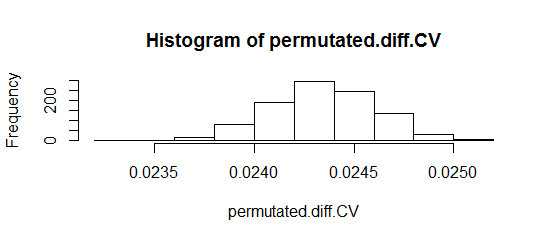 Histogram of permutated.diff.CV
Frequency
200
0
0.0235 0.0240 0.0245 0.0250
permutated.diff.CV